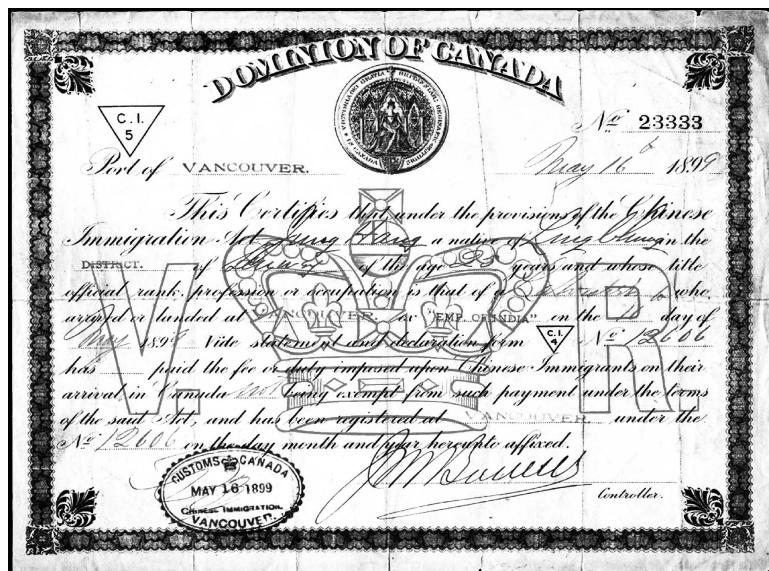 DOMINION OF CANADA
C. I.
5
No 23333
Port of VANCOUVER. May 16th 1899
This Certifies that under the provisions of the Chinese
Immigration Act a native of in the
DISTRICT. of of the age years and whose title
official rank, profession or occupation is that of a Labourer who
arrived or landed at VANCOUVER. ex "EMP. OF INDIA" on the day of
May 1899 Vide statement and declaration form C.I. 4 No 12606
has paid the fee or duty imposed upon Chinese Immigrants on their
arrival in Canada not being exempt from such payment under the terms
of the said Act, and has been registered at VANCOUVER. under the
No 12606 on the day month and year hereunto affixed.
Controller.
V. R.
CUSTOMS CANADA
MAY 16 1899
CHINESE IMMIGRATION.
VANCOUVER.